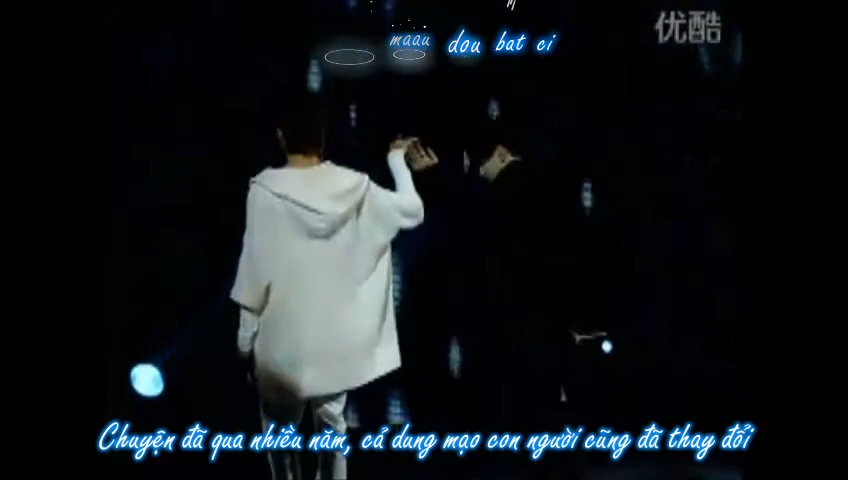 maau dou bat ci
优酷
Chuyện đã qua nhiều năm, cả dung mạo con người cũng đã thay đổi